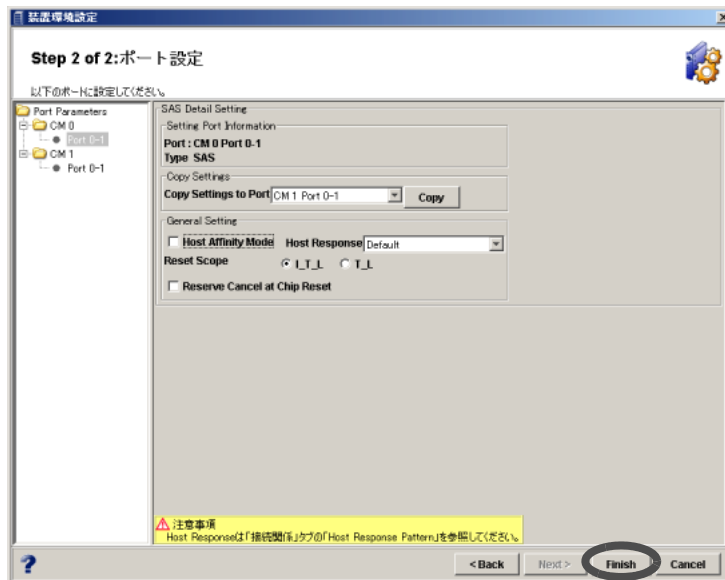 装置環境設定
Step 2 of 2:ポート設定
以下のポートに設定してください。
Port Parameters
CM 0
Port 0-1
CM 1
Port 0-1
SAS Detail Setting
Setting Port Information
Port : CM 0 Port 0-1
Type SAS
Copy Settings
Copy Settings to Port CM 1 Port 0-1 Copy
General Setting
Host Affinity Mode Host Response Default
Reset Scope I_T_L T_L
Reserve Cancel at Chip Reset
注意事項
Host Responseは「接続関係」タブの「Host Response Pattern」を参照してください。
? < Back Next > Finish Cancel